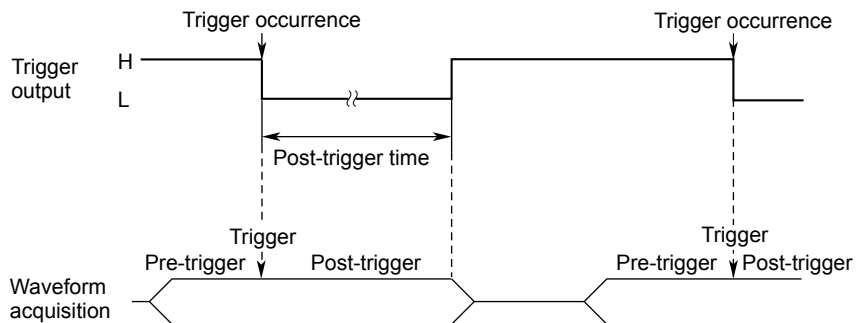 Trigger occurrence
Trigger occurrence
Trigger
output
H
L
Post-trigger time
Trigger
Trigger
Pre-trigger
Post-trigger
Pre-trigger
Post-trigger
Waveform
acquisition